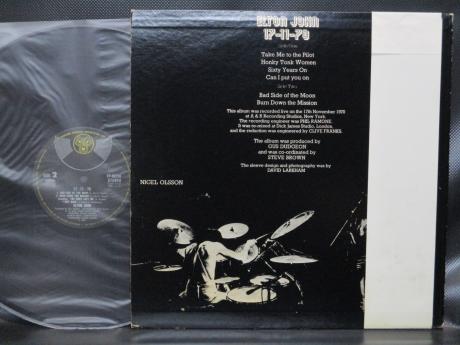 ELTON JOHN
17-11-70
Side One
Take Me to the Pilot
Honky Tonk Women
Sixty Years On
Can I put you on
Side Two
Bad Side of the Moon
Burn Down the Mission
This album was recorded live on the 17th November 1970
at A & R Recording Studios, New York.
The recording engineer was PHIL RAMONE.
It was re-mixed at Dick James Studio, London,
and the reduction was engineered by CLIVE FRANKS.
The album was produced by
GUS DUDGEON
and was co-ordinated by
STEVE BROWN
The sleeve design and photography was by
DAVID LARKHAM
NIGEL OLSSON
2
STEREO
ELTON JOHN